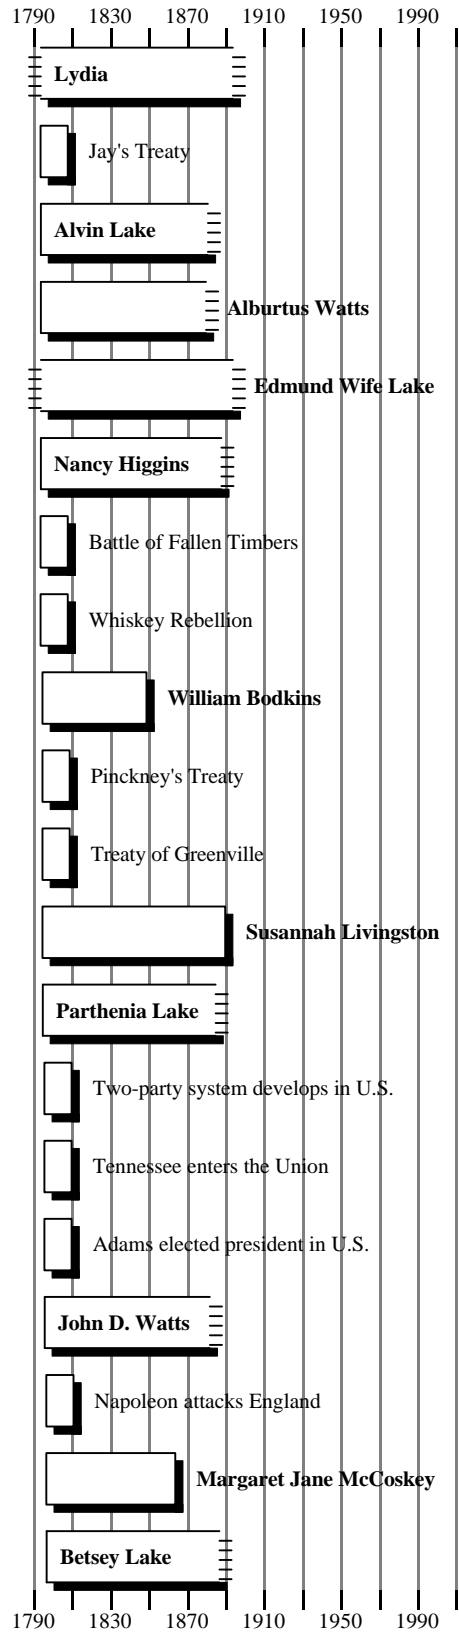 1790 1830 1870 1910 1950 1990
Lydia
Jay's Treaty
Alvin Lake
Alburtus Watts
Edmund Wife Lake
Nancy Higgins
Battle of Fallen Timbers
Whiskey Rebellion
William Bodkins
Pinckney's Treaty
Treaty of Greenville
Susannah Livingston
Parthenia Lake
Two-party system develops in U.S.
Tennessee enters the Union
Adams elected president in U.S.
John D. Watts
Napoleon attacks England
Margaret Jane McCoskey
Betsey Lake
1790 1830 1870 1910 1950 1990